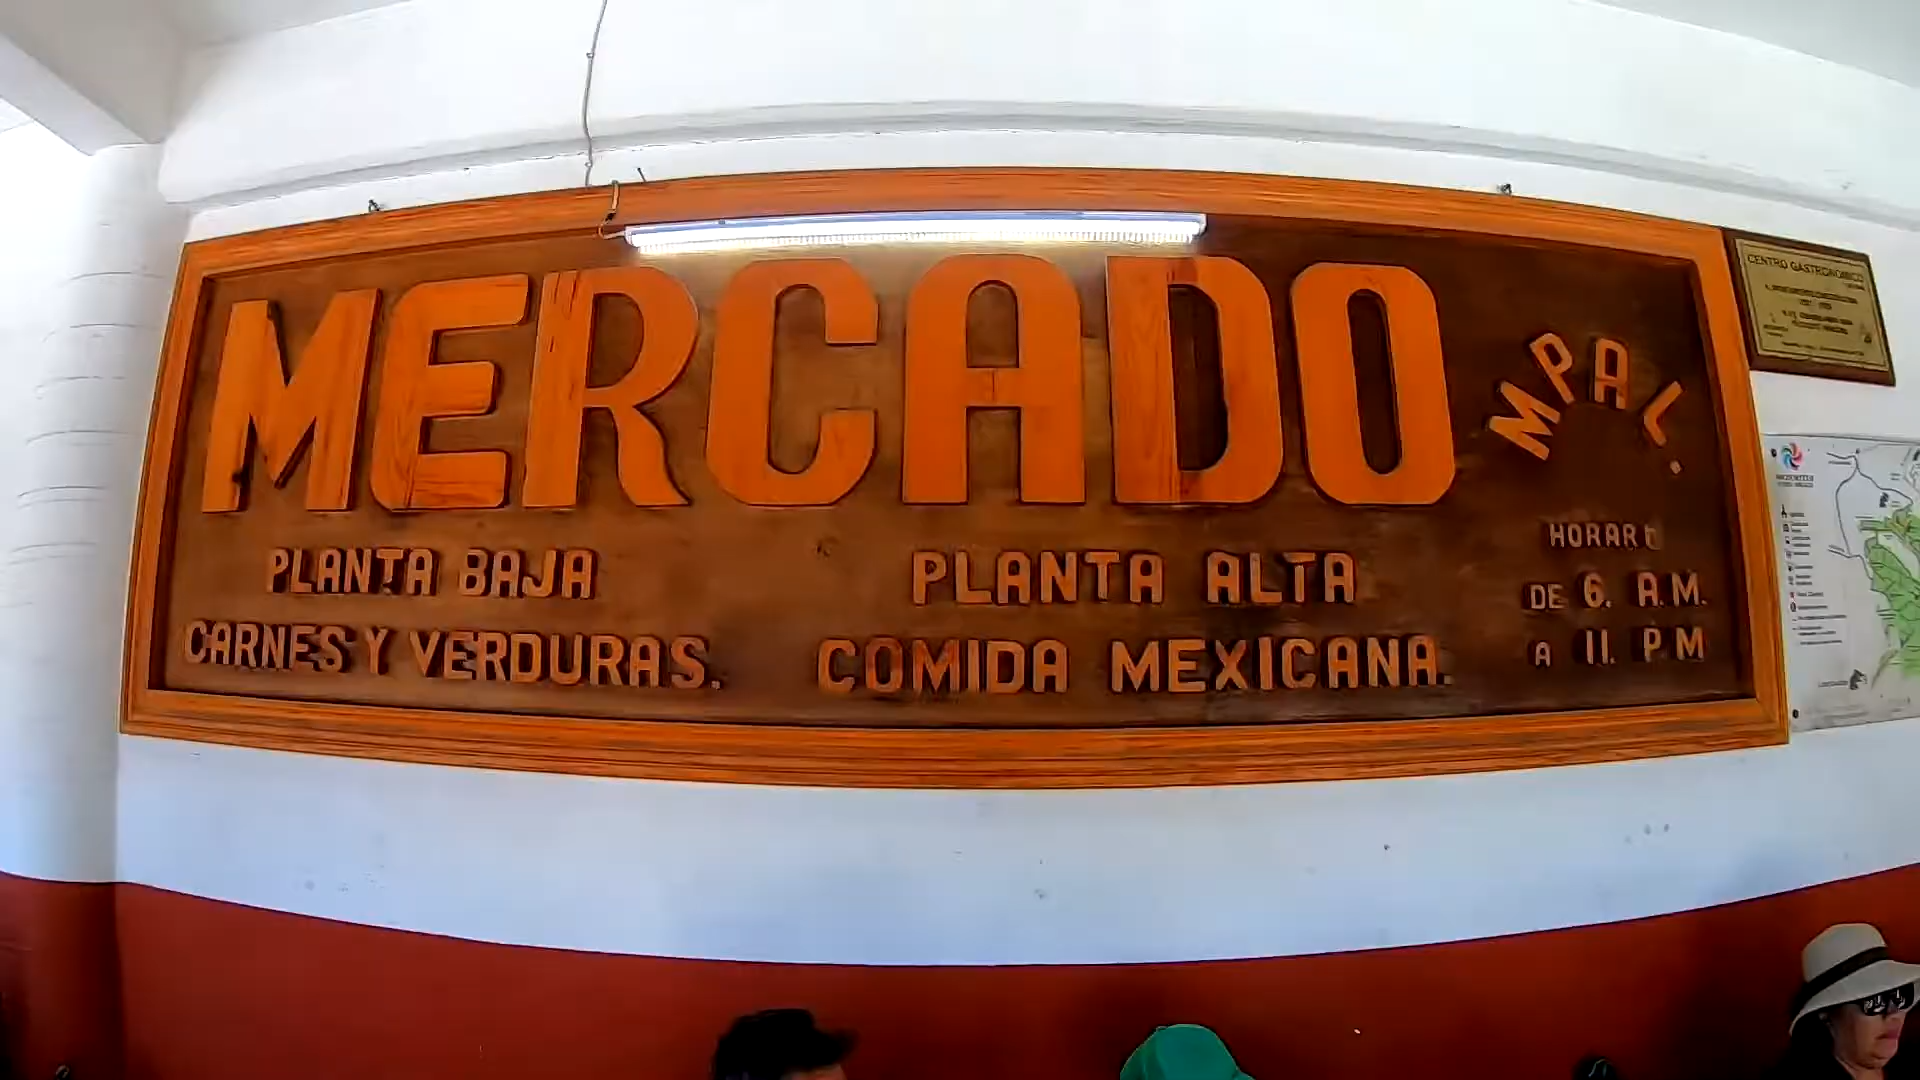 MERCADO
MPAL.
PLANTA BAJA
CARNES Y VERDURAS.
PLANTA ALTA
COMIDA MEXICANA.
HORARI
DE 6. A.M.
A 11. P M
CENTRO GASTRONOMICO